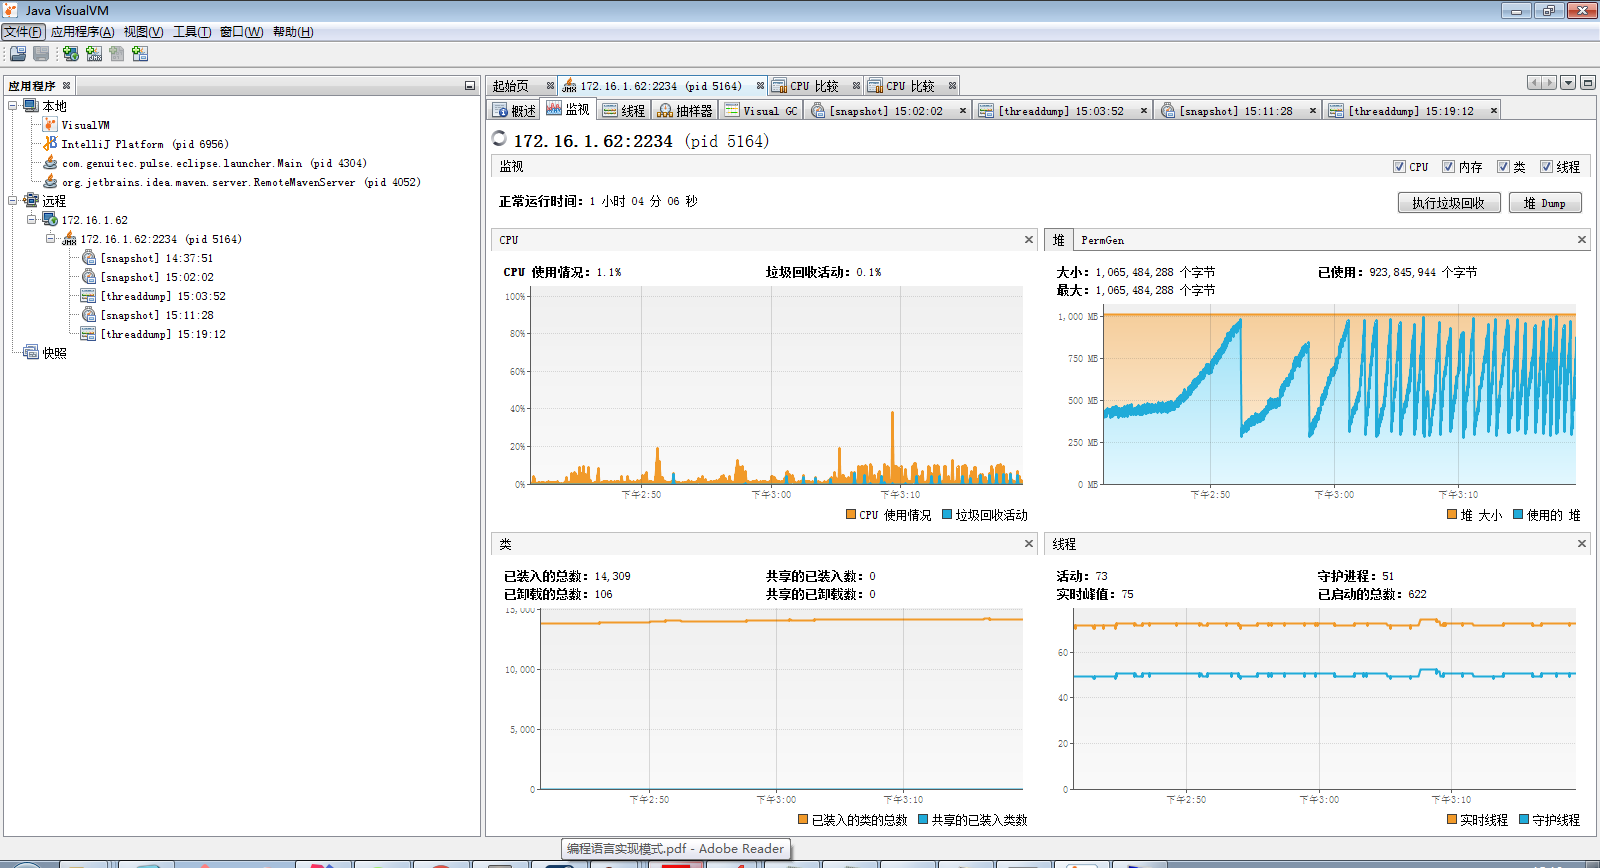 Java VisualVM
文件(F) 应用程序(A) 视图(V) 工具(T) 窗口(W) 帮助(H)
应用程序
本地
VisualVM
IntelliJ Platform (pid 6956)
com.genuitec.pulse.eclipse.launcher.Main (pid 4304)
org.jetbrains.idea.maven.server.RemoteMavenServer (pid 4052)
远程
172.16.1.62
172.16.1.62:2234 (pid 5164)
[snapshot] 14:37:51
[snapshot] 15:02:02
[threaddump] 15:03:52
[snapshot] 15:11:28
[threaddump] 15:19:12
快照
起始页 172.16.1.62:2234 (pid 5164) CPU 比较 CPU 比较
概述 监视 线程 抽样器 Visual GC [snapshot] 15:02:02 [threaddump] 15:03:52 [snapshot] 15:11:28 [threaddump] 15:19:12
172.16.1.62:2234 (pid 5164)
监视 CPU 内存 类 线程
正常运行时间: 1 小时 04 分 06 秒 执行垃圾回收 堆 Dump
CPU
CPU 使用情况: 1.1% 垃圾回收活动: 0.1%
100%
80%
60%
40%
20%
0%
下午2:50 下午3:00 下午3:10
CPU 使用情况 垃圾回收活动
堆 PermGen
大小: 1,065,484,288 个字节 已使用: 923,845,944 个字节
最大: 1,065,484,288 个字节
1,000 MB
750 MB
500 MB
250 MB
0 MB
下午2:50 下午3:00 下午3:10
堆 大小 使用的 堆
类
已装入的总数: 14,309 共享的已装入数: 0
已卸载的总数: 106 共享的已卸载数: 0
15,000
10,000
5,000
0
下午2:50 下午3:00 下午3:10
已装入的类的总数 共享的已装入类数
线程
活动: 73 守护进程: 51
实时峰值: 75 已启动的总数: 622
60
40
20
0
下午2:50 下午3:00 下午3:10
实时线程 守护线程
编程语言实现模式.pdf - Adobe Reader